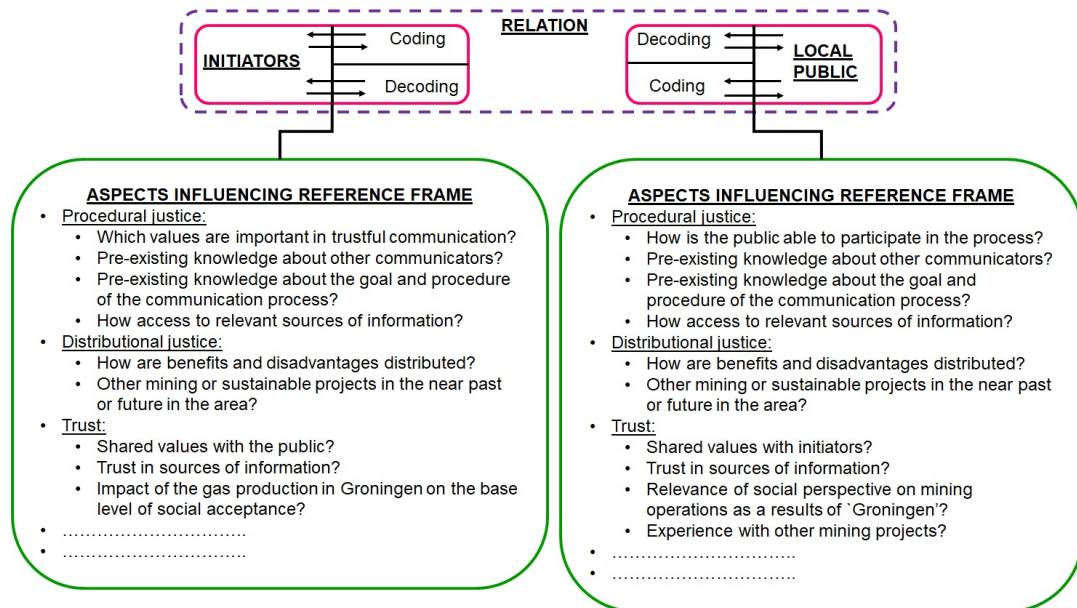 RELATION
INITIATORS
Coding
Decoding
Decoding
Coding
LOCAL
PUBLIC
ASPECTS INFLUENCING REFERENCE FRAME
• Procedural justice:
• Which values are important in trustful communication?
• Pre-existing knowledge about other communicators?
• Pre-existing knowledge about the goal and procedure
of the communication process?
• How access to relevant sources of information?
• Distributional justice:
• How are benefits and disadvantages distributed?
• Other mining or sustainable projects in the near past
or future in the area?
• Trust:
• Shared values with the public?
• Trust in sources of information?
• Impact of the gas production in Groningen on the base
level of social acceptance?
• …………………………..
• …………………………..
ASPECTS INFLUENCING REFERENCE FRAME
• Procedural justice:
• How is the public able to participate in the process?
• Pre-existing knowledge about other communicators?
• Pre-existing knowledge about the goal and
procedure of the communication process?
• How access to relevant sources of information?
• Distributional justice:
• How are benefits and disadvantages distributed?
• Other mining or sustainable projects in the near past
or future in the area?
• Trust:
• Shared values with initiators?
• Trust in sources of information?
• Relevance of social perspective on mining
operations as a results of `Groningen’?
• Experience with other mining projects?
• …………………………..
• …………………………..